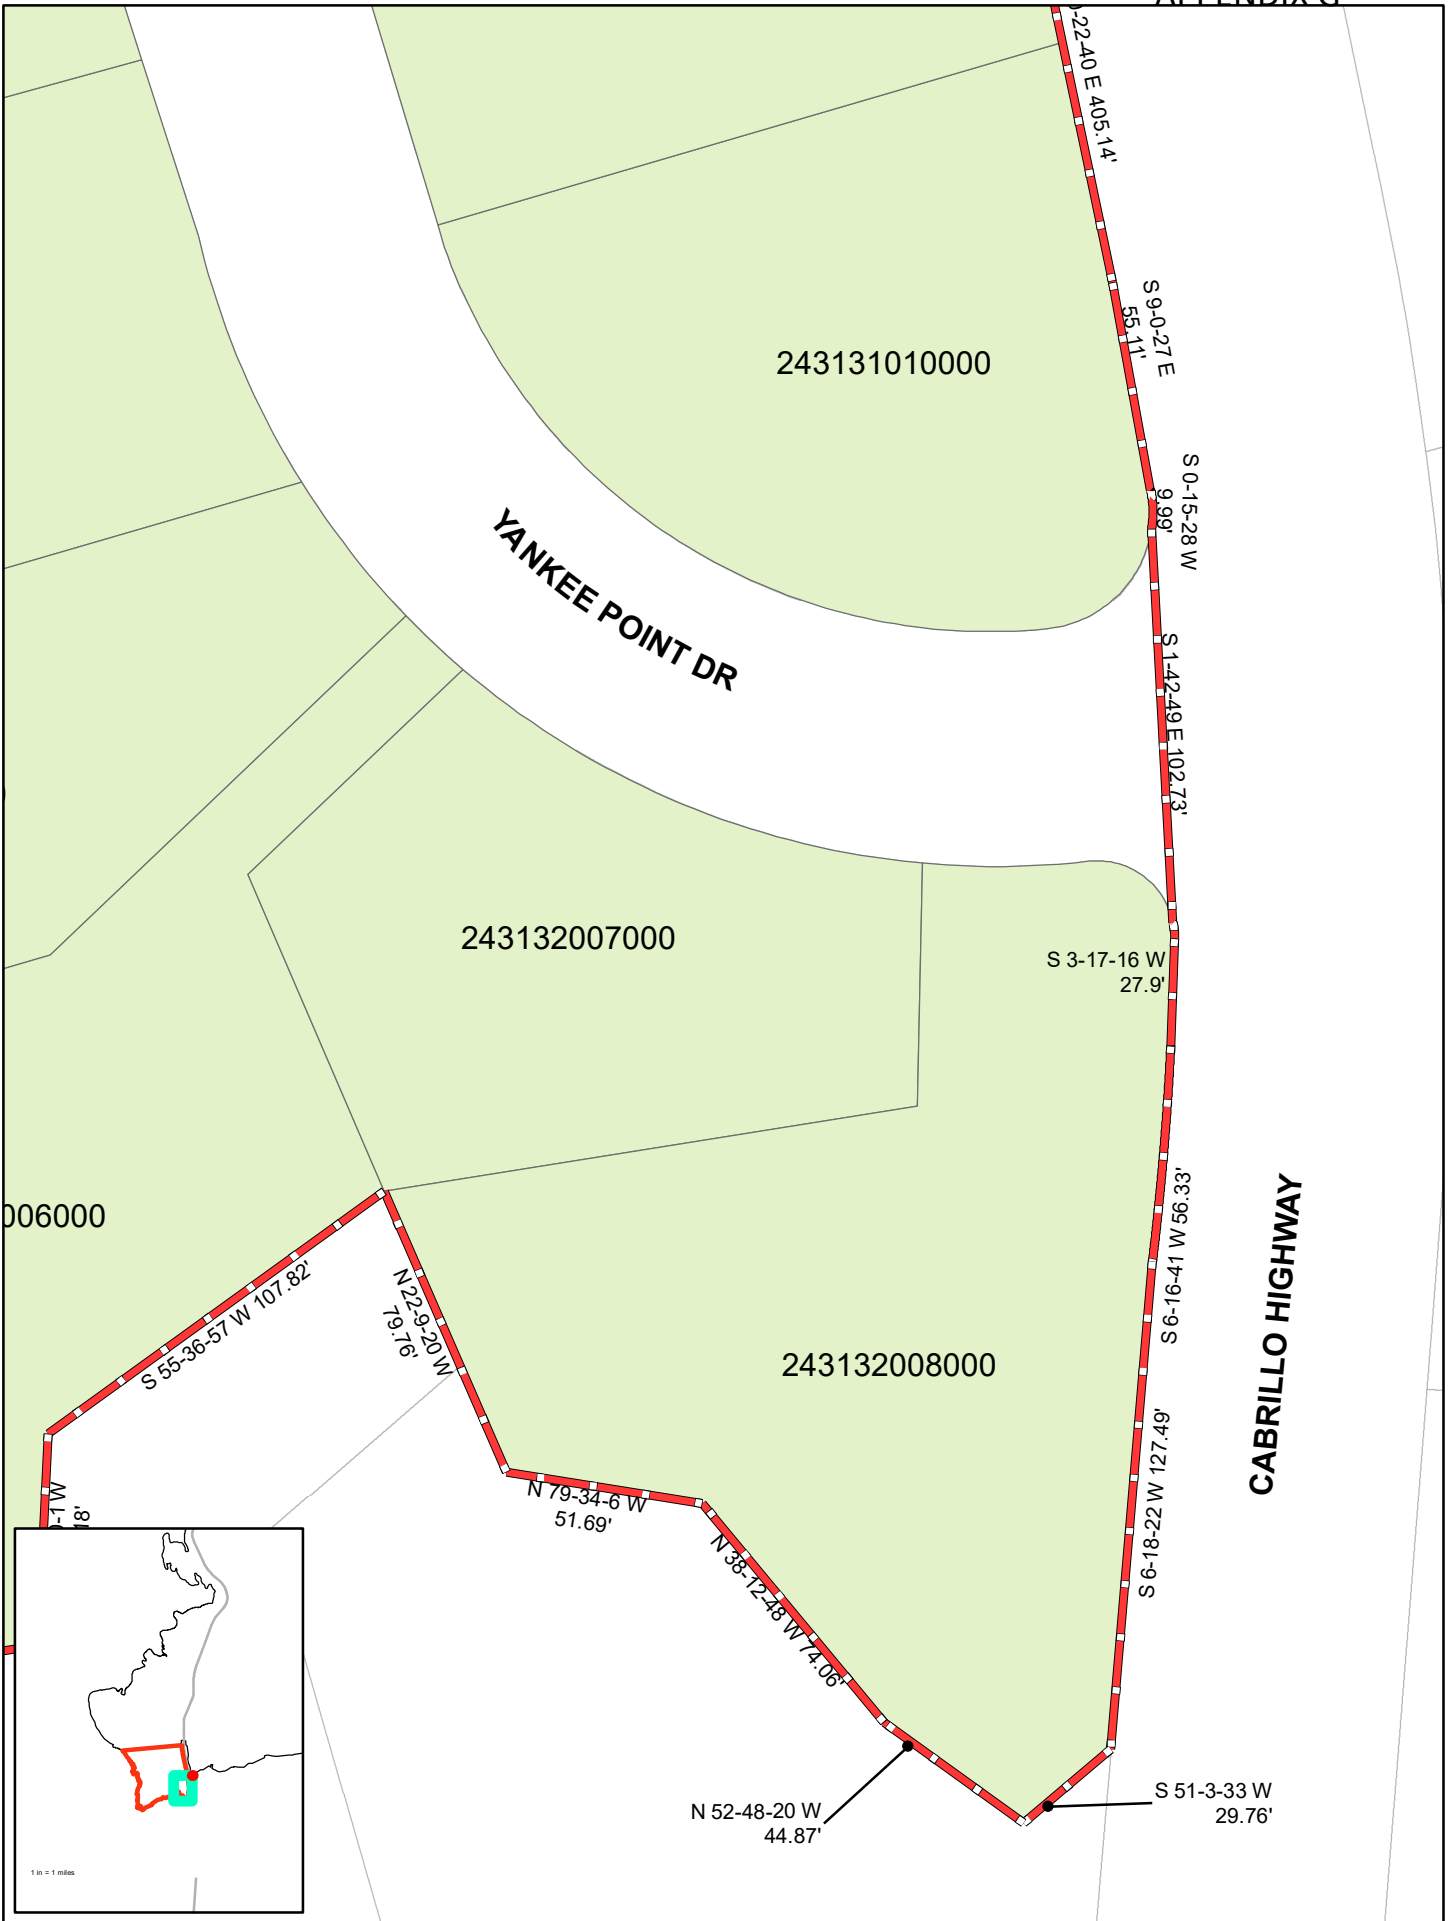 22-40 E 405.14'
S 9-0-27 E
55.11'
243131010000
S 0-15-28 W
9.99'
YANKEE POINT DR
S 1-42-49 E 102.73'
243132007000
S 3-17-16 W
27.9'
006000
S 6-16-41 W 56.33'
CABRILLO HIGHWAY
S 55-36-57 W 107.82'
N 22-9-20 W
79.76'
243132008000
S 6-18-22 W 127.49'
N 79-34-6 W
51.69'
-1 W
18'
N 38-12-48 W 74.06'
N 52-48-20 W
44.87'
S 51-3-33 W
29.76'
1 in = 1 miles